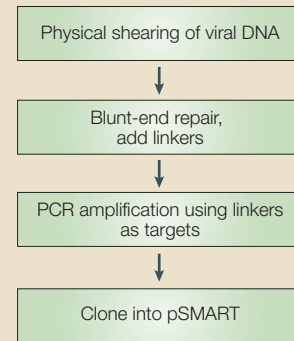 Physical shearing of viral DNA
Blunt-end repair,
add linkers
PCR amplification using linkers
as targets
Clone into pSMART